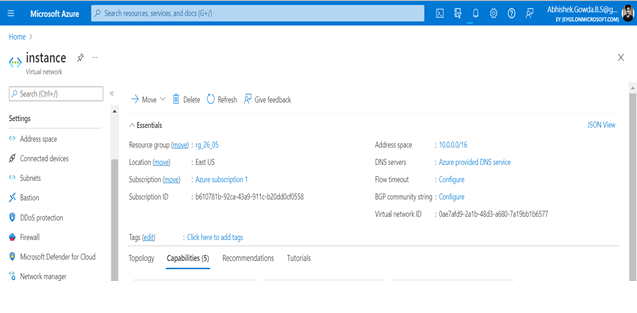 Microsoft Azure
Search resources, services, and docs (G+/)
Abhishek.Gowda.B.S@g...
EY (EYGS.ONMICROSOFT.COM)
Home
instance
Virtual network
Search (Ctrl+/)
Move
Delete
Refresh
Give feedback
Settings
Address space
Connected devices
Subnets
Bastion
DDoS protection
Firewall
Microsoft Defender for Cloud
Network manager
Essentials
JSON View
Resource group (move) : rg_26_05
Location (move) : East US
Subscription (move) : Azure subscription 1
Subscription ID : b610781b-92ca-43a9-911c-b20dd0cf0558
Address space : 10.0.0.0/16
DNS servers : Azure provided DNS service
Flow timeout : Configure
BGP community string : Configure
Virtual network ID : 0ae7afd9-2a1b-48d3-a680-7a19bb1b6577
Tags (edit) : Click here to add tags
Topology
Capabilities (5)
Recommendations
Tutorials